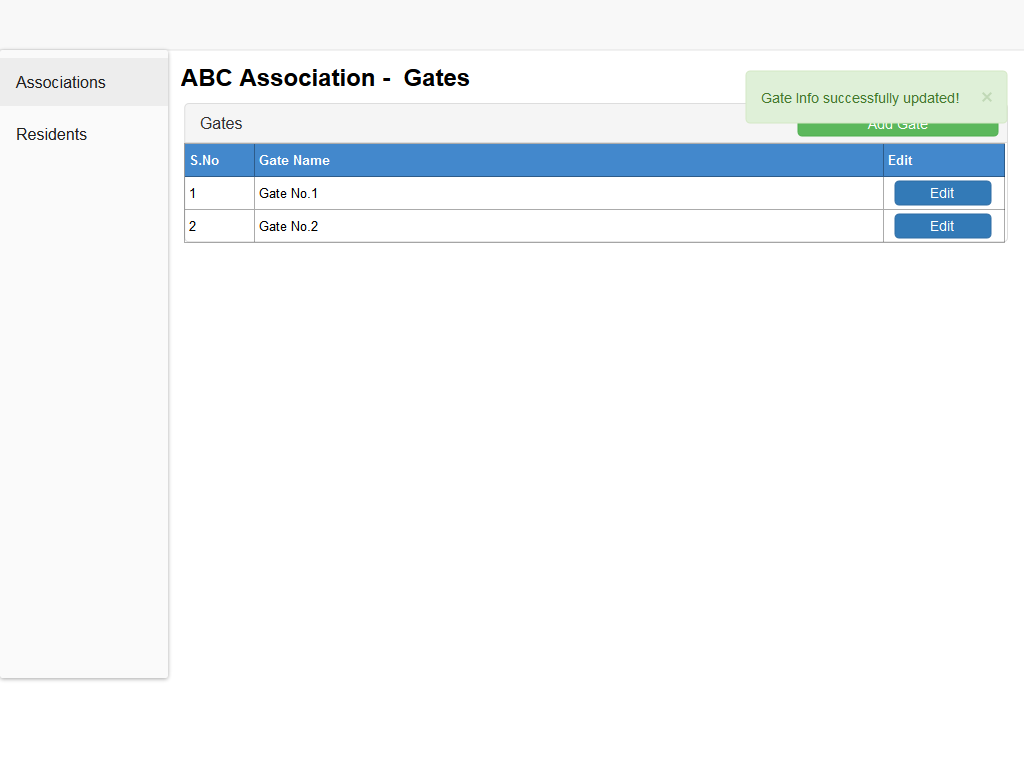 ABC Association -  Gates
Gate Info successfully updated! ×
Gates
Add Gate
S.No Gate Name Edit
1 Gate No.1 Edit
2 Gate No.2 Edit
Associations
Residents